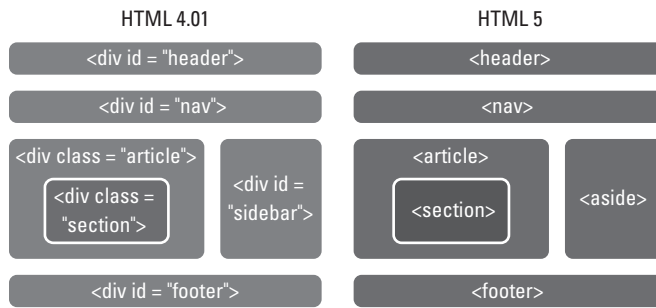 HTML 4.01
<div id = "header">
<div id = "nav">
<div class = "article">
<div class =
"section">
<div id =
"sidebar">
<div id = "footer">
HTML 5
<header>
<nav>
<article>
<section>
<aside>
<footer>